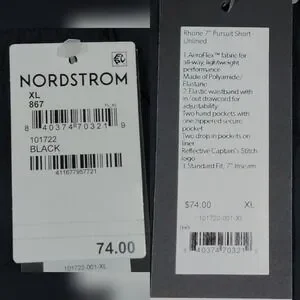 NORDSTROM
XL
867
8 40374 70321 9
101722
BLACK
411677957721
74.00
101722-001-XL
Rhone 7" Pursuit Short -
Unlined
1. AeroFlex™ fabric for
all-way, lightweight
performance
Made of Polyamide/
Elastane
2. Elastic waistband with
in/out drawcord for
adjustability
Two hand pockets with
one zippered secure
pocket
Two drop in pockets on
liner
Reflective Captain's Stitch
logo
3. Standard Fit, 7" Inseam
$74.00 XL
101722-001-XL
8 40374 70321 9